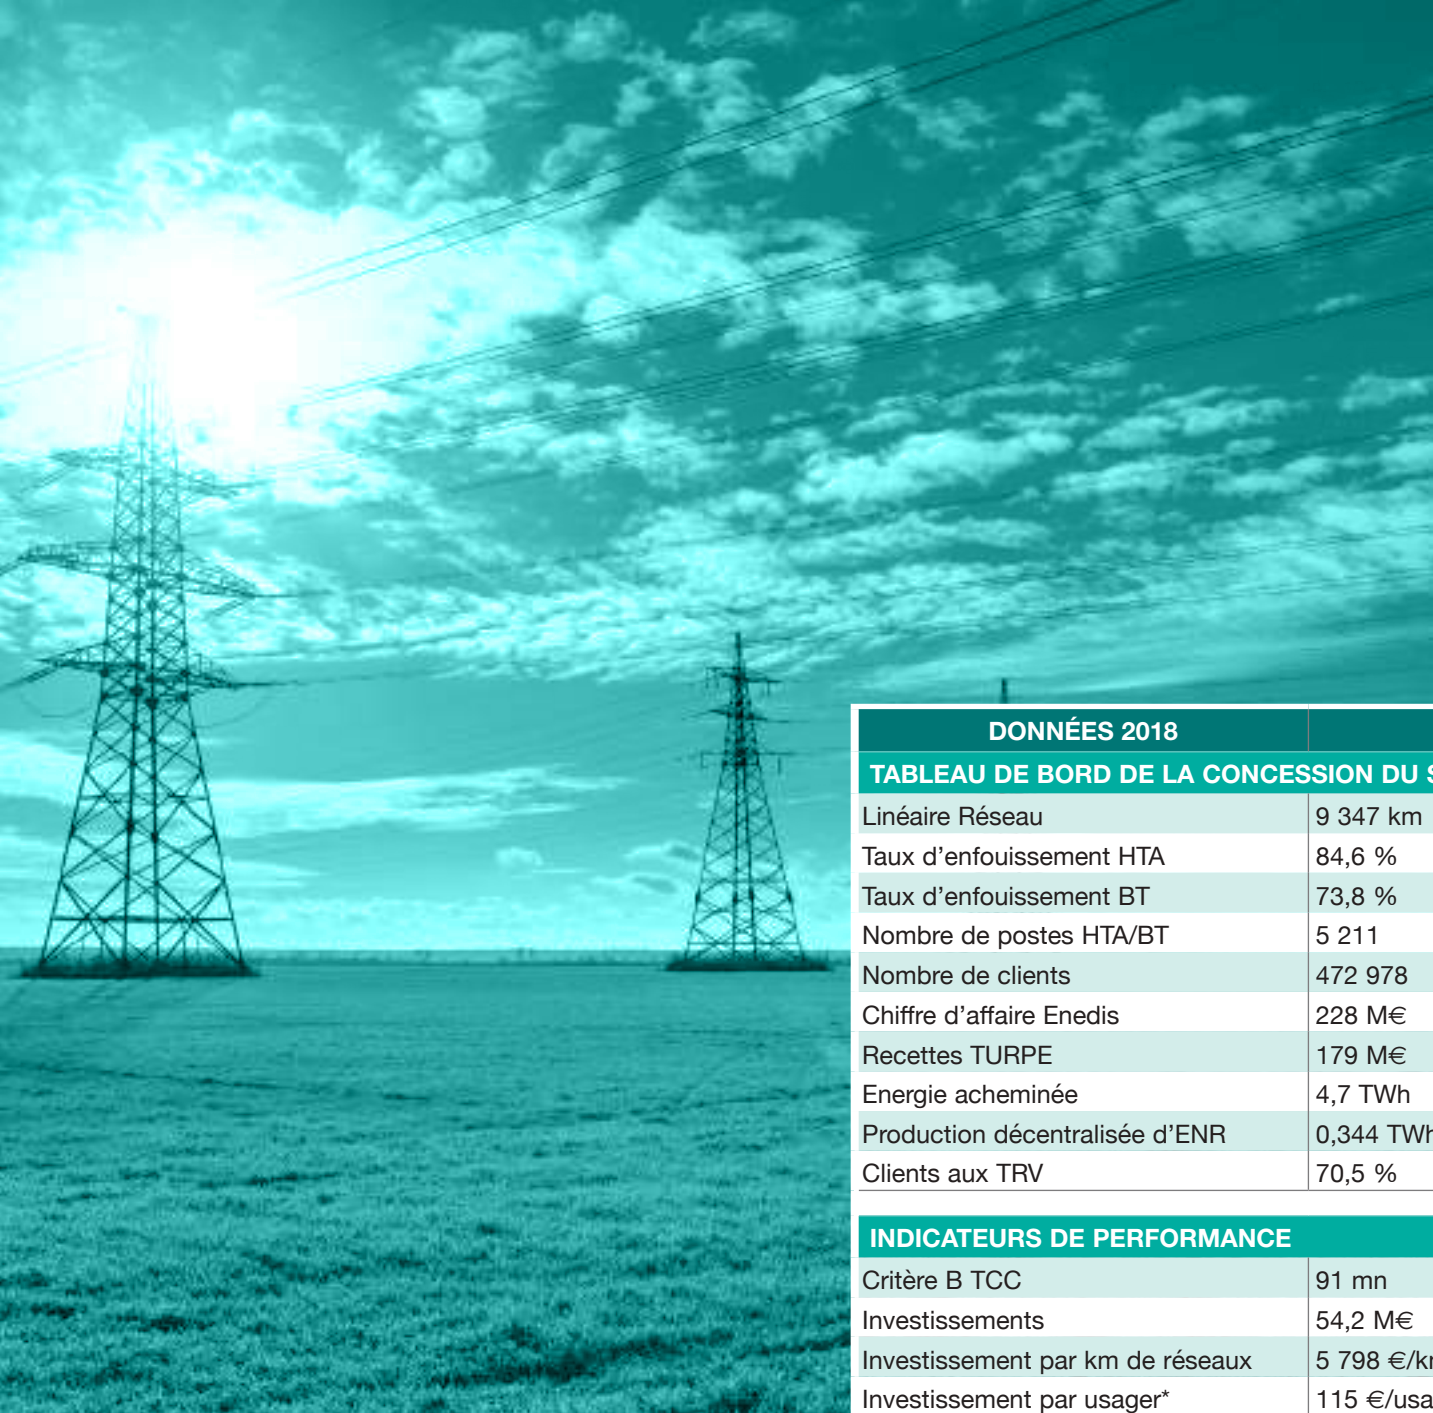 DONNÉES 2018
TABLEAU DE BORD DE LA CONCESSION DU
Linéaire Réseau 9 347 km
Taux d’enfouissement HTA 84,6 %
Taux d’enfouissement BT 73,8 %
Nombre de postes HTA/BT 5 211
Nombre de clients 472 978
Chiffre d’affaire Enedis 228 M€
Recettes TURPE 179 M€
Energie acheminée 4,7 TWh
Production décentralisée d’ENR 0,344 TWh
Clients aux TRV 70,5 %
INDICATEURS DE PERFORMANCE
Critère B TCC 91 mn
Investissements 54,2 M€
Investissement par km de réseaux 5 798 €/km
Investissement par usager* 115